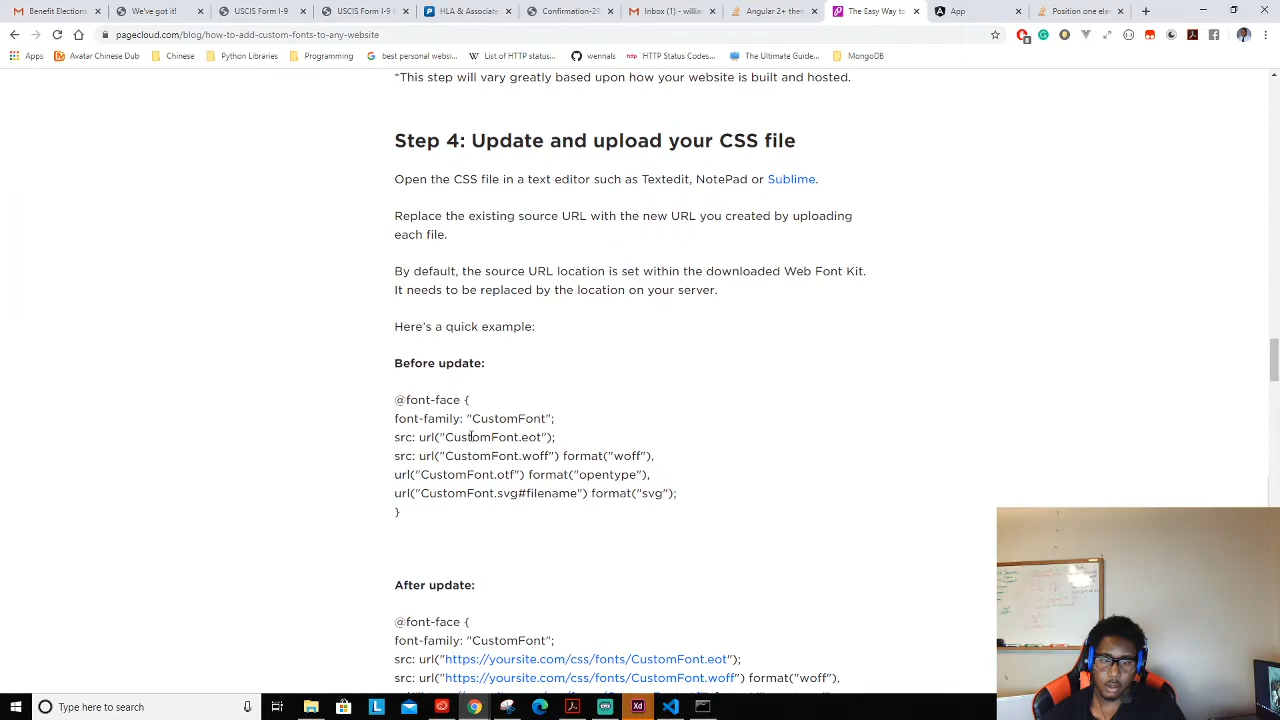 Benefit Elections
We've got it!
USCIS Form I-9
USCIS Form I-9 I
HLA & Associate
Confirmation-29
Inbox (1) - willia
Angular 2+ them
The Easy Way to
App
Position one ele
pagecloud.com/blog/how-to-add-custom-fonts-to-any-website
Apps
Avatar Chinese Dub
Chinese
Python Libraries
Programming
best personal websi...
List of HTTP status...
wennals
HTTP Status Codes...
The Ultimate Guide...
MongoDB
*This step will vary greatly based upon how your website is built and hosted.
Step 4: Update and upload your CSS file
Open the CSS file in a text editor such as Textedit, NotePad or Sublime.
Replace the existing source URL with the new URL you created by uploading
each file.
By default, the source URL location is set within the downloaded Web Font Kit.
It needs to be replaced by the location on your server.
Here's a quick example:
Before update:
@font-face {
font-family: "CustomFont";
src: url("CustomFont.eot");
src: url("CustomFont.woff") format("woff"),
url("CustomFont.otf") format("opentype"),
url("CustomFont.svg#filename") format("svg");
}
After update:
@font-face {
font-family: "CustomFont";
src: url("https://yoursite.com/css/fonts/CustomFont.eot");
src: url("https://yoursite.com/css/fonts/CustomFont.woff") format("woff"),
Type here to search